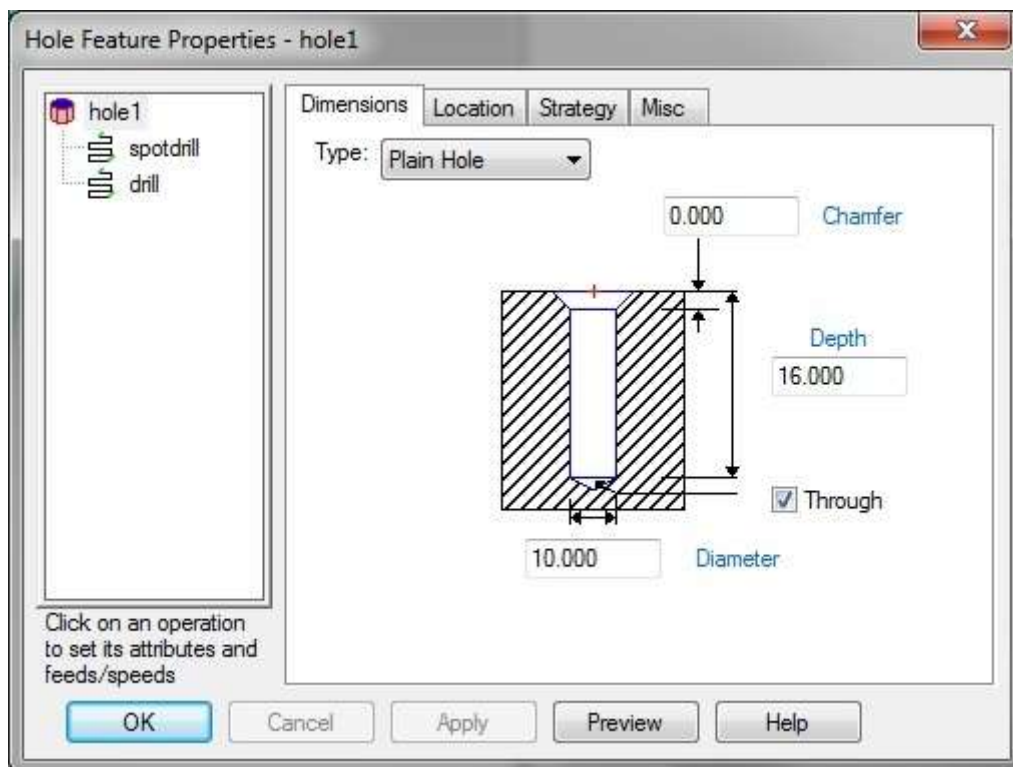 Hole Feature Properties - hole1
hole1
spotdrill
drill
Dimensions Location Strategy Misc
Type: Plain Hole
0.000 Chamfer
Depth
16.000
Through
10.000 Diameter
Click on an operation
to set its attributes and
feeds/speeds
OK Cancel Apply Preview Help